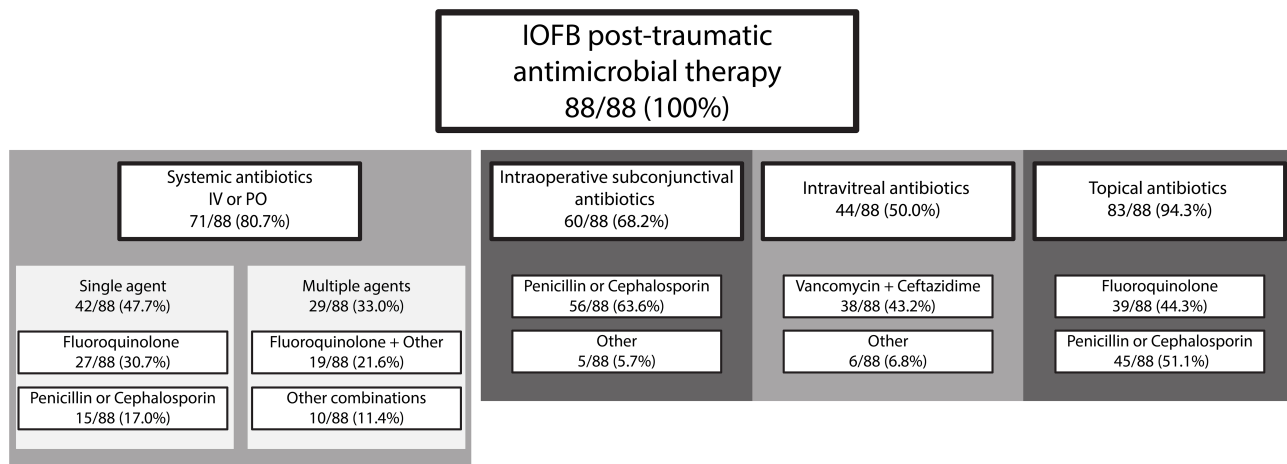 IOFB post-traumatic
antimicrobial therapy
88/88 (100%)
Systemic antibiotics
IV or PO
71/88 (80.7%)
Single agent
42/88 (47.7%)
Fluoroquinolone
27/88 (30.7%)
Penicillin or Cephalosporin
15/88 (17.0%)
Multiple agents
29/88 (33.0%)
Fluoroquinolone + Other
19/88 (21.6%)
Other combinations
10/88 (11.4%)
Intraoperative subconjunctival
antibiotics
60/88 (68.2%)
Penicillin or Cephalosporin
56/88 (63.6%)
Other
5/88 (5.7%)
Intravitreal antibiotics
44/88 (50.0%)
Vancomycin + Ceftazidime
38/88 (43.2%)
Other
6/88 (6.8%)
Topical antibiotics
83/88 (94.3%)
Fluoroquinolone
39/88 (44.3%)
Penicillin or Cephalosporin
45/88 (51.1%)